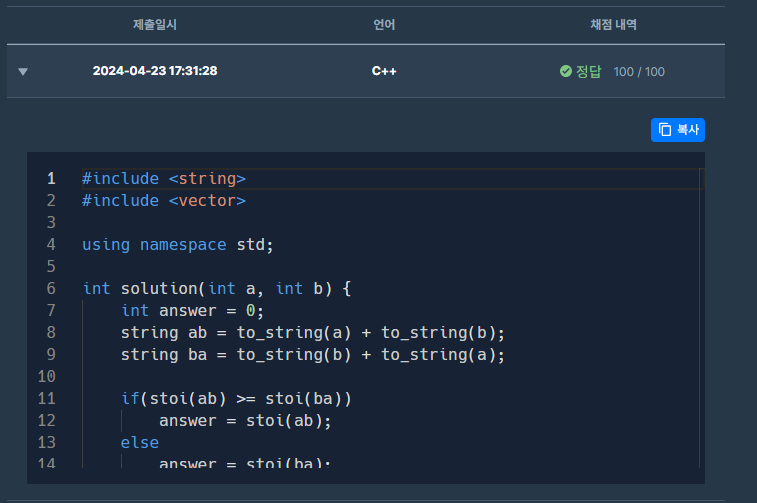 제출일시 언어 채점 내역
2024-04-23 17:31:28 C++ 정답 100 / 100
복사
1 #include <string>
2 #include <vector>
3
4 using namespace std;
5
6 int solution(int a, int b) {
7 int answer = 0;
8 string ab = to_string(a) + to_string(b);
9 string ba = to_string(b) + to_string(a);
10
11 if(stoi(ab) >= stoi(ba))
12 answer = stoi(ab);
13 else
14 answer = stoi(ba);